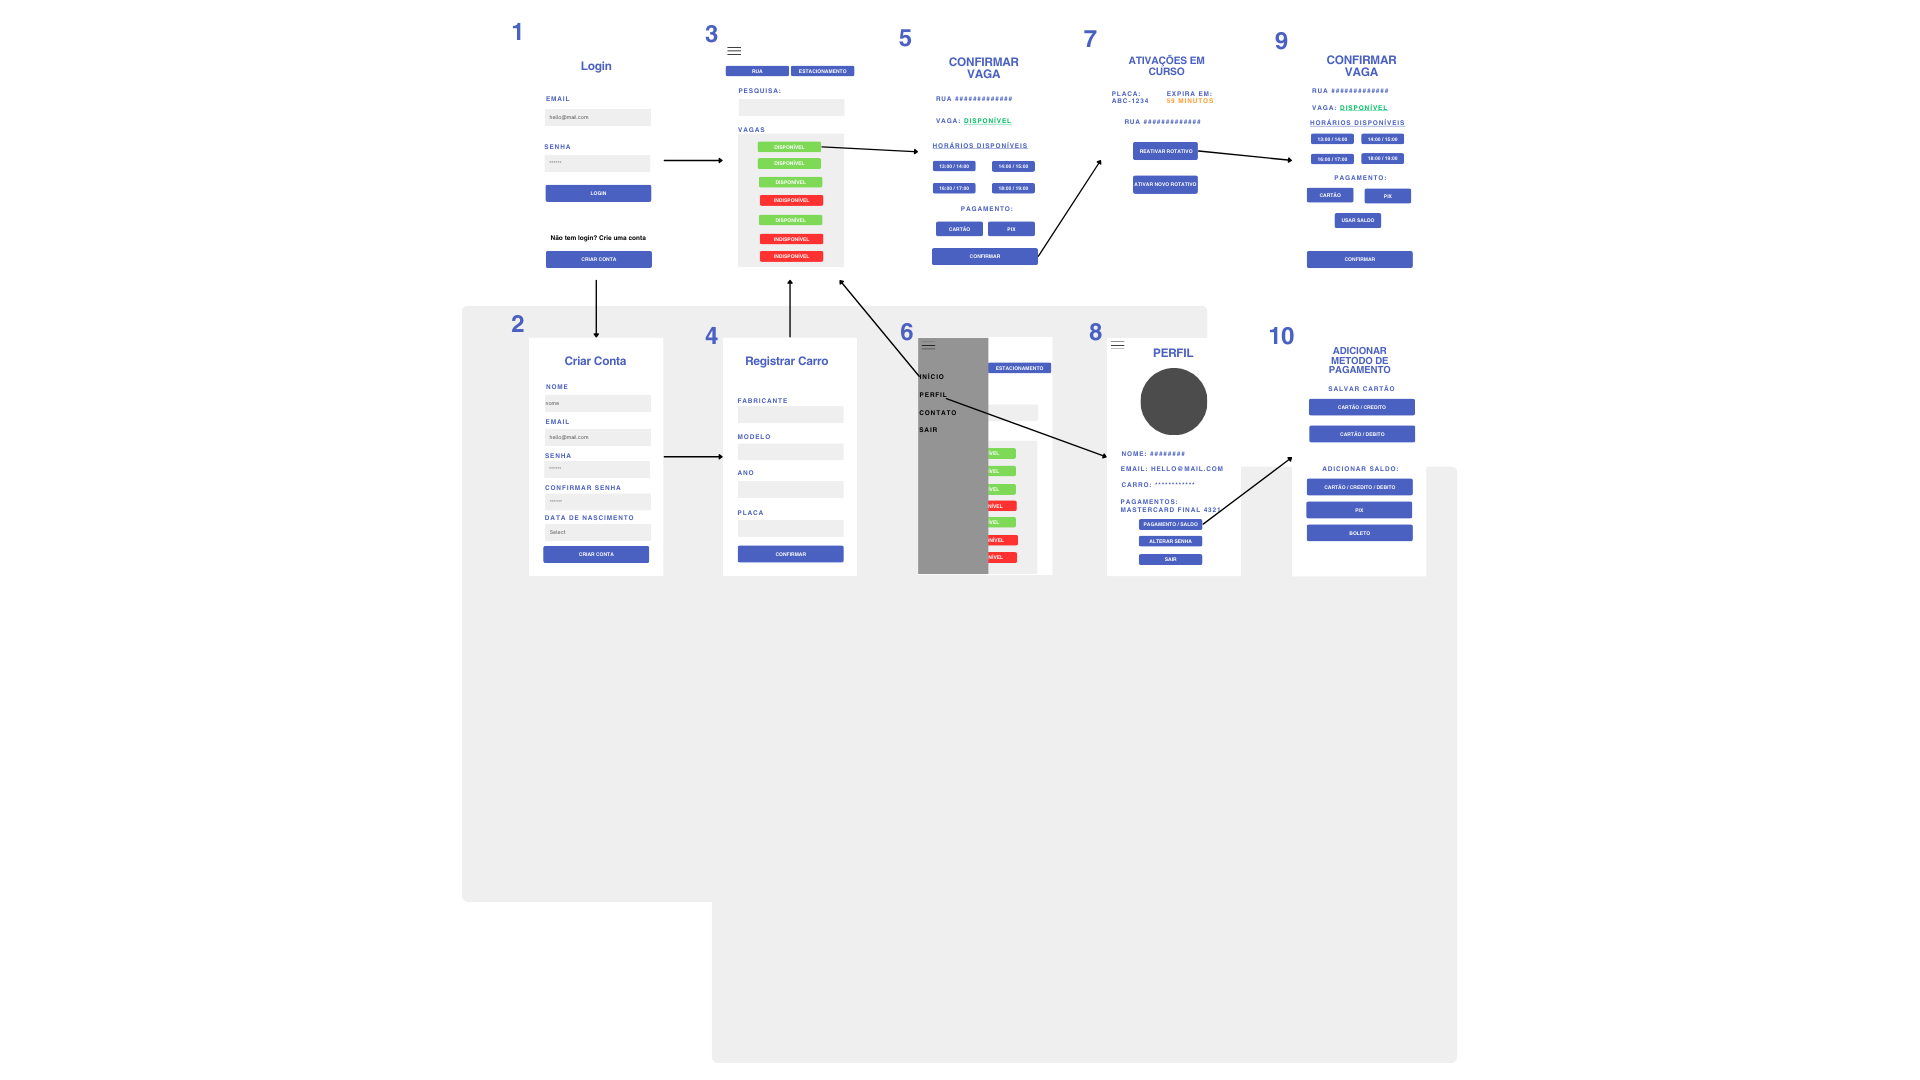 1
Login
EMAIL
hello@mail.com
SENHA
******
LOGIN
Não tem login? Crie uma conta
CRIAR CONTA
3
RUA
ESTACIONAMENTO
PESQUISA:
VAGAS
DISPONÍVEL
DISPONÍVEL
DISPONÍVEL
INDISPONÍVEL
DISPONÍVEL
INDISPONÍVEL
INDISPONÍVEL
5
CONFIRMAR
VAGA
RUA #############
VAGA: DISPONÍVEL
HORÁRIOS DISPONÍVEIS
13:00 / 14:00
14:00 / 15:00
16:00 / 17:00
18:00 / 19:00
PAGAMENTO:
CARTÃO
PIX
CONFIRMAR
7
ATIVAÇÕES EM
CURSO
PLACA:
ABC-1234
EXPIRA EM:
59 MINUTOS
RUA #############
REATIVAR ROTATIVO
ATIVAR NOVO ROTATIVO
9
CONFIRMAR
VAGA
RUA #############
VAGA: DISPONÍVEL
HORÁRIOS DISPONÍVEIS
13:00 / 14:00
14:00 / 15:00
16:00 / 17:00
18:00 / 19:00
PAGAMENTO:
CARTÃO
PIX
USAR SALDO
CONFIRMAR
2
Criar Conta
NOME
nome
EMAIL
hello@mail.com
SENHA
******
CONFIRMAR SENHA
******
DATA DE NASCIMENTO
Select
CRIAR CONTA
4
Registrar Carro
FABRICANTE
MODELO
ANO
PLACA
CONFIRMAR
6
INÍCIO
PERFIL
CONTATO
SAIR
ESTACIONAMENTO
VEL
VEL
VEL
NÍVEL
VEL
NÍVEL
NÍVEL
8
PERFIL
NOME: ########
EMAIL: HELLO@MAIL.COM
CARRO: ************
PAGAMENTOS:
MASTERCARD FINAL 4321
PAGAMENTO / SALDO
ALTERAR SENHA
SAIR
10
ADICIONAR
METODO DE
PAGAMENTO
SALVAR CARTÃO
CARTÃO / CREDITO
CARTÃO / DEBITO
ADICIONAR SALDO:
CARTÃO / CREDITO / DEBITO
PIX
BOLETO